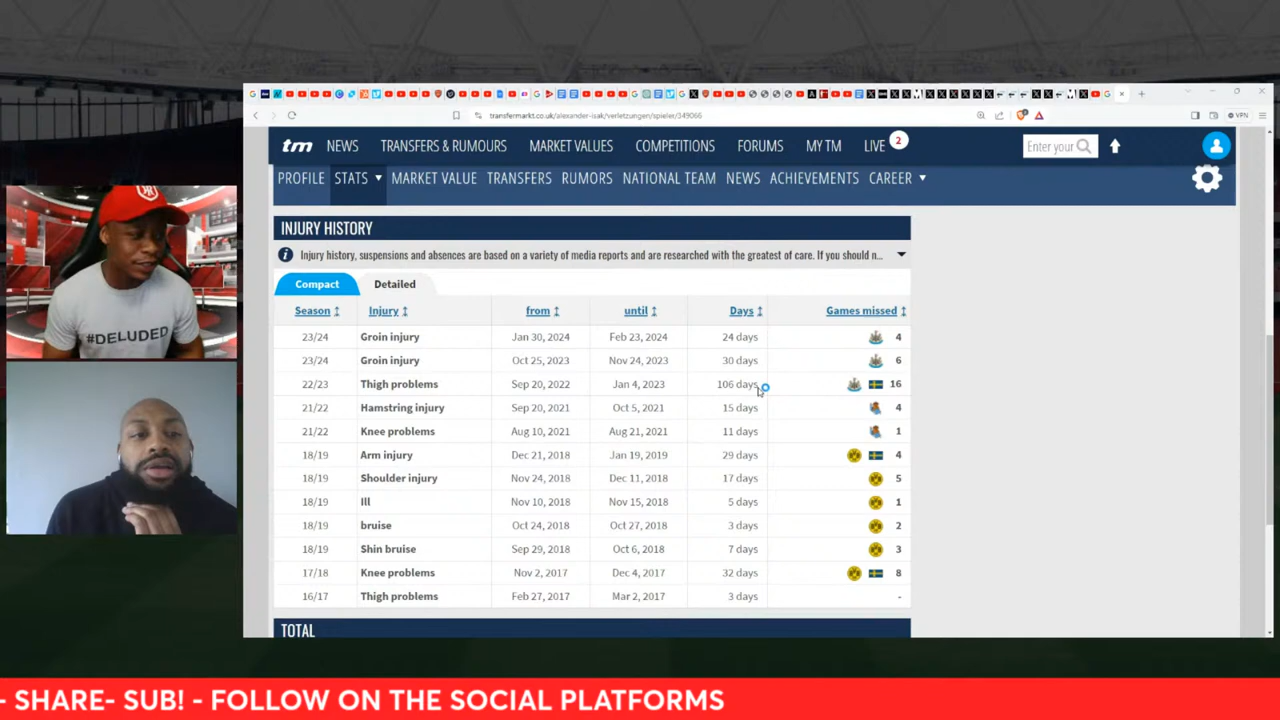 transfermarkt.co.uk/alexander-isak/verletzungen/spieler/349066
VPN
tm NEWS TRANSFERS & RUMOURS MARKET VALUES COMPETITIONS FORUMS MY TM LIVE 2 Enter your
PROFILE STATS MARKET VALUE TRANSFERS RUMORS NATIONAL TEAM NEWS ACHIEVEMENTS CAREER
INJURY HISTORY
Injury history, suspensions and absences are based on a variety of media reports and are researched with the greatest of care. If you should n...
Compact Detailed
Season Injury from until Days Games missed
23/24 Groin injury Jan 30, 2024 Feb 23, 2024 24 days 4
23/24 Groin injury Oct 25, 2023 Nov 24, 2023 30 days 6
22/23 Thigh problems Sep 20, 2022 Jan 4, 2023 106 days 16
21/22 Hamstring injury Sep 20, 2021 Oct 5, 2021 15 days 4
21/22 Knee problems Aug 10, 2021 Aug 21, 2021 11 days 1
18/19 Arm injury Dec 21, 2018 Jan 19, 2019 29 days 4
18/19 Shoulder injury Nov 24, 2018 Dec 11, 2018 17 days 5
18/19 Ill Nov 10, 2018 Nov 15, 2018 5 days 1
18/19 bruise Oct 24, 2018 Oct 27, 2018 3 days 2
18/19 Shin bruise Sep 29, 2018 Oct 6, 2018 7 days 3
17/18 Knee problems Nov 2, 2017 Dec 4, 2017 32 days 8
16/17 Thigh problems Feb 27, 2017 Mar 2, 2017 3 days -
TOTAL
#DELUDED
- SHARE- SUB! - FOLLOW ON THE SOCIAL PLATFORMS